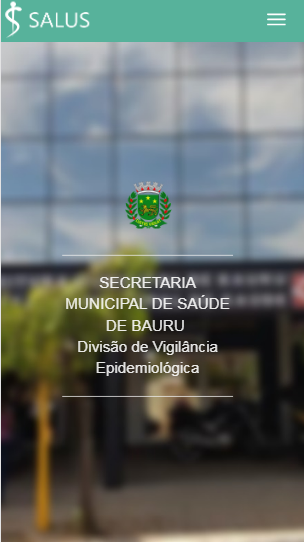 SALUS
SECRETARIA
MUNICIPAL DE SAÚDE
DE BAURU
Divisão de Vigilância
Epidemiológica